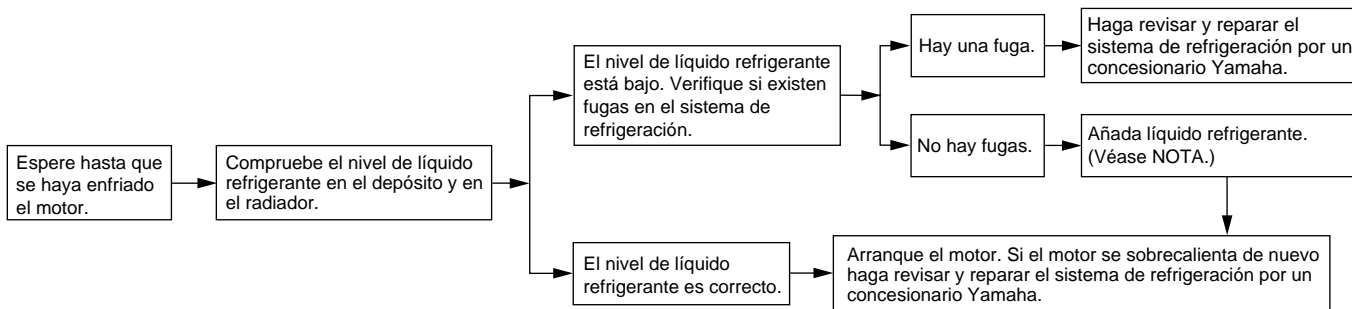 Espere hasta que
se haya enfriado
el motor.
Compruebe el nivel de líquido
refrigerante en el depósito y en
el radiador.
El nivel de líquido refrigerante
está bajo. Verifique si existen
fugas en el sistema de
refrigeración.
Hay una fuga.
Haga revisar y reparar el
sistema de refrigeración por un
concesionario Yamaha.
No hay fugas.
Añada líquido refrigerante.
(Véase NOTA.)
El nivel de líquido
refrigerante es correcto.
Arranque el motor. Si el motor se sobrecalienta de nuevo
haga revisar y reparar el sistema de refrigeración por un
concesionario Yamaha.